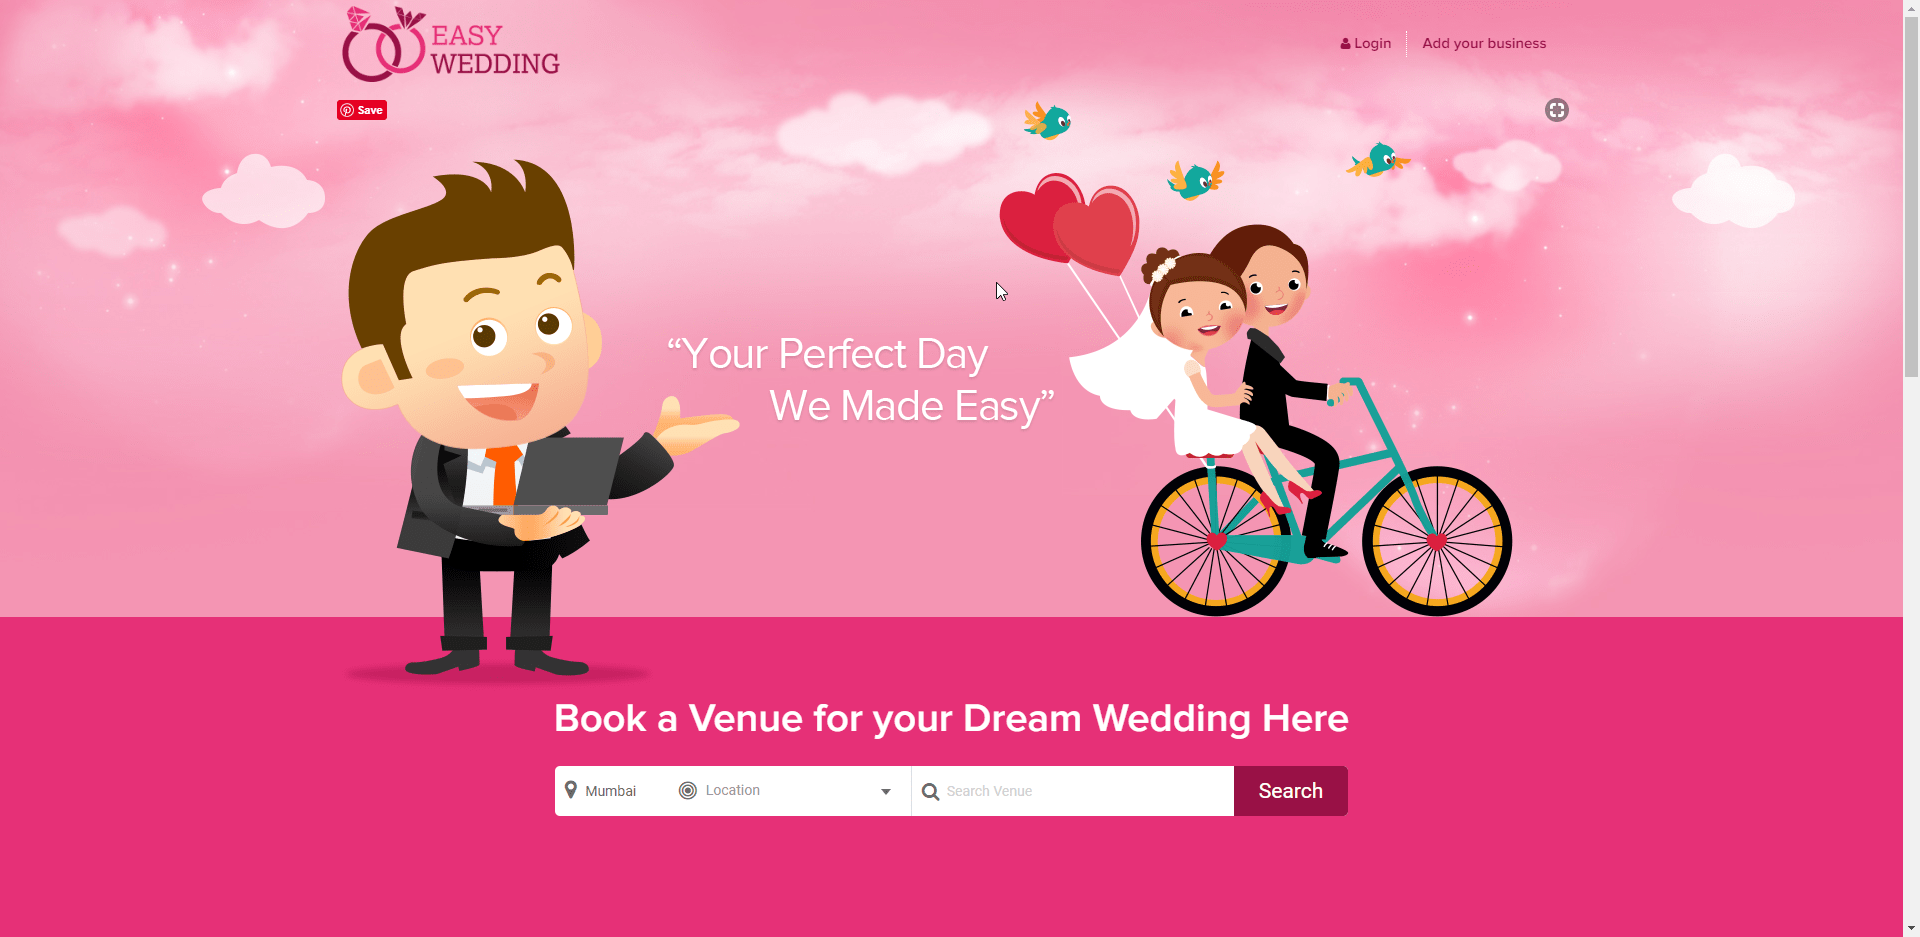 EASY
WEDDING
Login
Add your business
Save
“Your Perfect Day
We Made Easy”
Book a Venue for your Dream Wedding Here
Mumbai
Location
Search Venue
Search